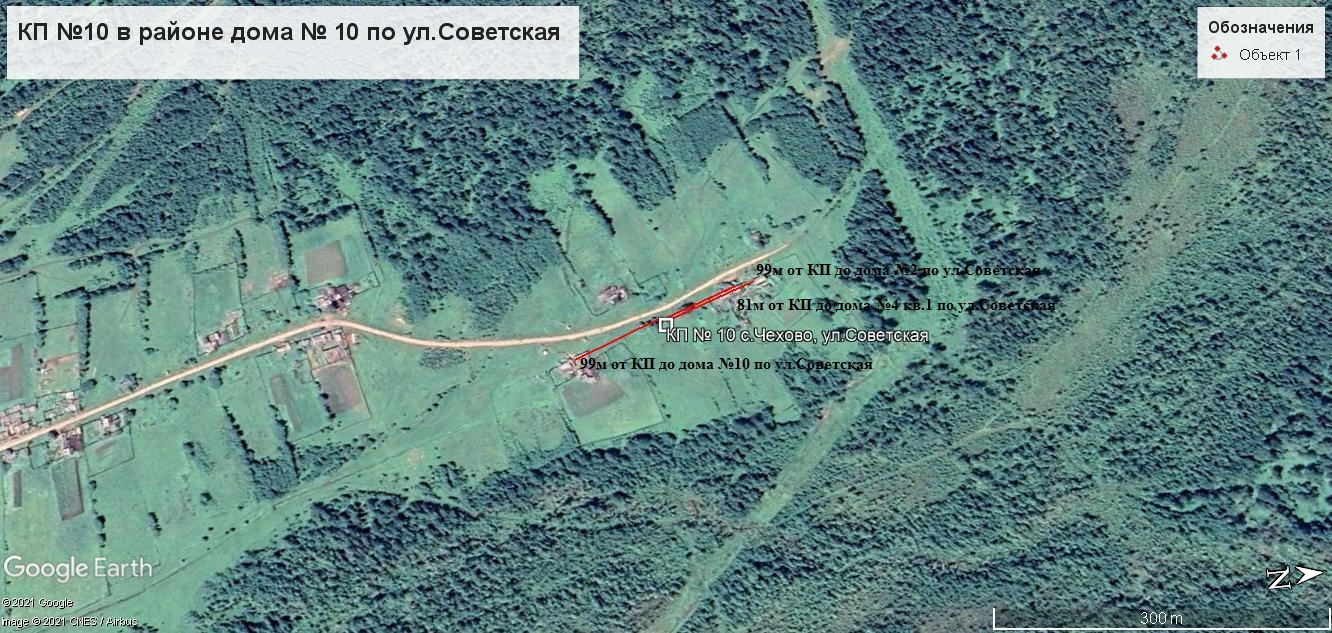 КП №10 в районе дома № 10 по ул.Советская
Обозначения
Объект 1
99м от КП до дома №2 по ул.Советская
81м от КП до дома №4 кв.1 по ул.Советская
КП № 10 с.Чехово, ул.Советская
99м от КП до дома №10 по ул.Советская
Google Earth
©2021 Google
Image © 2021 CNES / Airbus
N
300 m